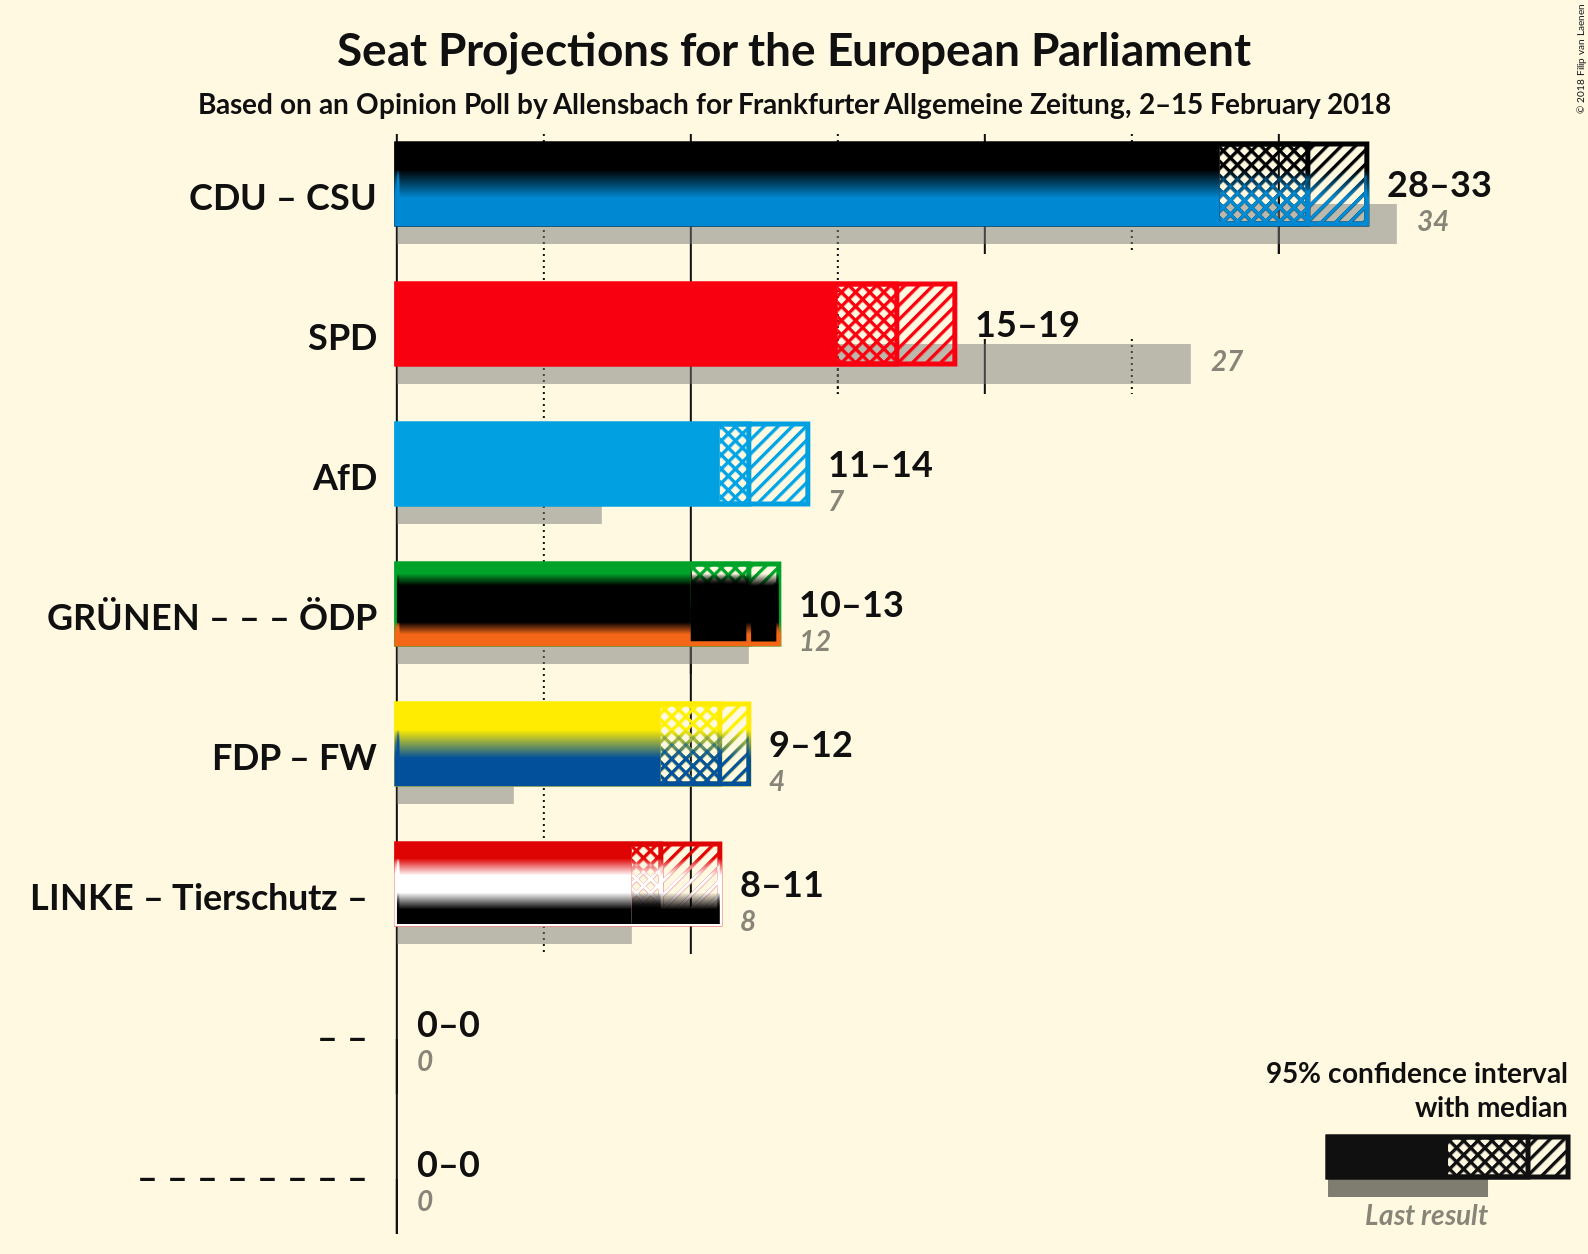 Seat Projections for the European Parliament
Based on an Opinion Poll by Allensbach for Frankfurter Allgemeine Zeitung, 2–15 February 2018
© 2018 Filip van Laenen
CDU – CSU
28–33
34
SPD
15–19
27
AfD
11–14
7
GRÜNEN – – – ÖDP
10–13
12
FDP – FW
9–12
4
LINKE – Tierschutz –
8–11
8
– –
0–0
0
– – – – – – – –
0–0
0
95% confidence interval
with median
Last result